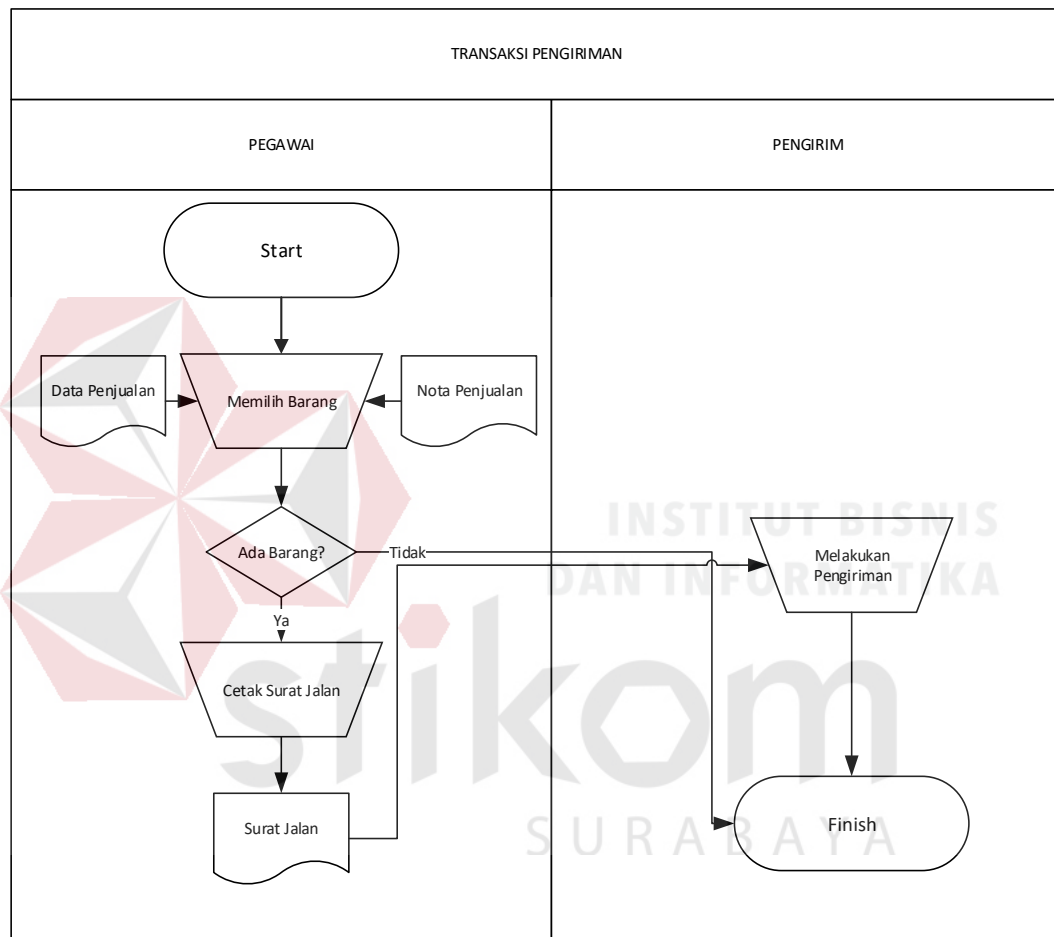 TRANSAKSI PENGIRIMAN
PEGAWAI
PENGIRIM
Start
Data Penjualan
Memilih Barang
Nota Penjualan
Ada Barang?
Tidak
Ya
Cetak Surat Jalan
Surat Jalan
Melakukan
Pengiriman
Finish
INSTITUT BISNIS
DAN INFORMATIKA
stikom
SURABAYA